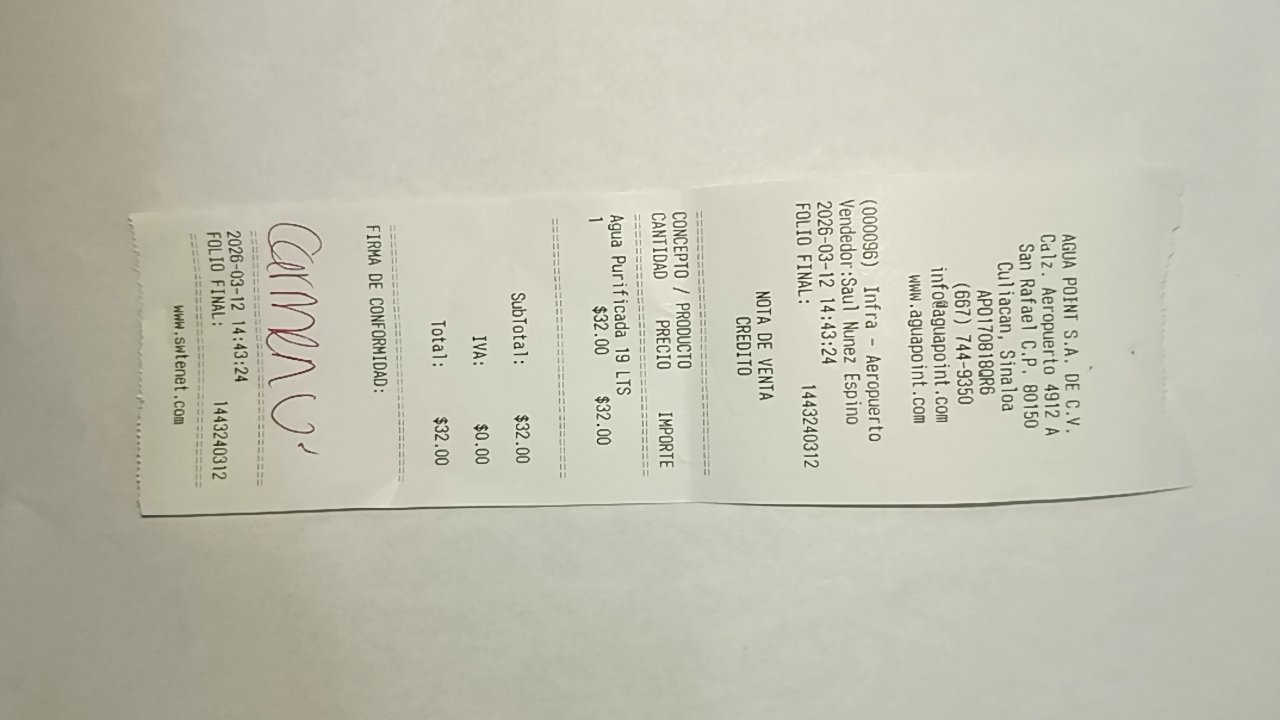 AGUA POINT S.A. DE C.V.
Calz. Aeropuerto 4912 A
San Rafael C.P. 80150
Culiacan, Sinaloa
APO170818QR6
(667) 744-9350
info@aguapoint.com
www.aguapoint.com
(000096). Infra - Aeropuerto
Vendedor:Saul Nunez Espino
2026-03-12 14:43:24
FOLIO FINAL: 1443240312
NOTA DE VENTA
CREDITO
================================
CONCEPTO / PRODUCTO
CANTIDAD PRECIO IMPORTE
================================
Agua Purificada 19 LTS
1 $32.00 $32.00
================================
SubTotal: $32.00
IVA: $0.00
Total: $32.00
================================
FIRMA DE CONFORMIDAD:
Carmen U.
================================
2026-03-12 14:43:24
FOLIO FINAL: 1443240312
================================
www.swtenet.com